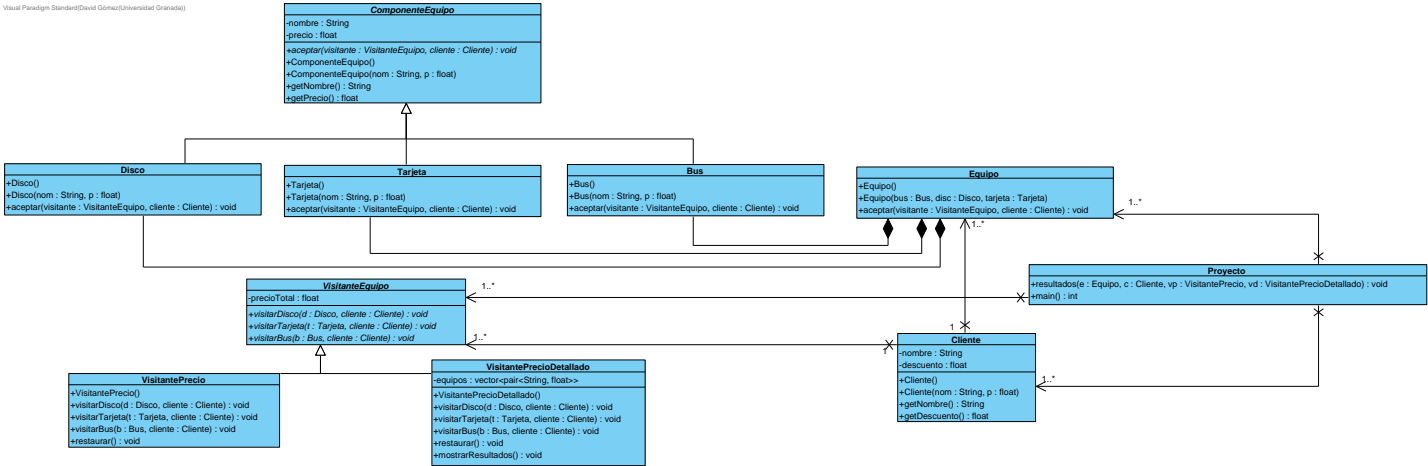 Visual Paradigm Standard(David Gómez(Universidad Granada))
ComponenteEquipo
-nombre : String
-precio : float
+aceptar(visitante : VisitanteEquipo, cliente : Cliente) : void
+ComponenteEquipo()
+ComponenteEquipo(nom : String, p : float)
+getNombre() : String
+getPrecio() : float
Disco
+Disco()
+Disco(nom : String, p : float)
+aceptar(visitante : VisitanteEquipo, cliente : Cliente) : void
Tarjeta
+Tarjeta()
+Tarjeta(nom : String, p : float)
+aceptar(visitante : VisitanteEquipo, cliente : Cliente) : void
Bus
+Bus()
+Bus(nom : String, p : float)
+aceptar(visitante : VisitanteEquipo, cliente : Cliente) : void
Equipo
+Equipo()
+Equipo(bus : Bus, disc : Disco, tarjeta : Tarjeta)
+aceptar(visitante : VisitanteEquipo, cliente : Cliente) : void
1..*
1..*
Proyecto
+resultados(e : Equipo, c : Cliente, vp : VisitantePrecio, vd : VisitantePrecioDetallado) : void
+main() : int
VisitanteEquipo
-precioTotal : float
+visitarDisco(d : Disco, cliente : Cliente) : void
+visitarTarjeta(t : Tarjeta, cliente : Cliente) : void
+visitarBus(b : Bus, cliente : Cliente) : void
1..*
1..*
1
1
Cliente
-nombre : String
-descuento : float
+Cliente()
+Cliente(nom : String, p : float)
+getNombre() : String
+getDescuento() : float
1..*
VisitantePrecio
+VisitantePrecio()
+visitarDisco(d : Disco, cliente : Cliente) : void
+visitarTarjeta(t : Tarjeta, cliente : Cliente) : void
+visitarBus(b : Bus, cliente : Cliente) : void
+restaurar() : void
VisitantePrecioDetallado
-equipos : vector<pair<String, float>>
+VisitantePrecioDetallado()
+visitarDisco(d : Disco, cliente : Cliente) : void
+visitarTarjeta(t : Tarjeta, cliente : Cliente) : void
+visitarBus(b : Bus, cliente : Cliente) : void
+restaurar() : void
+mostrarResultados() : void